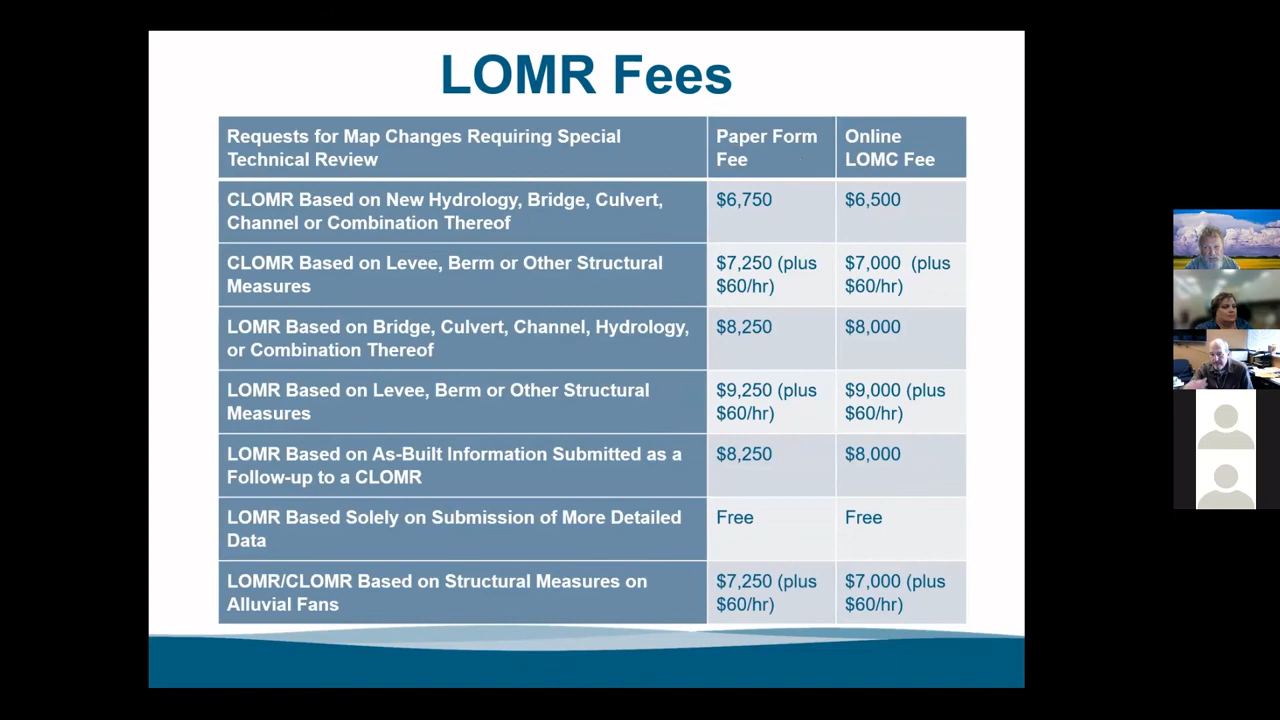 LOMR Fees
Requests for Map Changes Requiring Special
Technical Review
Paper Form
Fee
Online
LOMC Fee
CLOMR Based on New Hydrology, Bridge, Culvert,
Channel or Combination Thereof
$6,750
$6,500
CLOMR Based on Levee, Berm or Other Structural
Measures
$7,250 (plus
$60/hr)
$7,000 (plus
$60/hr)
LOMR Based on Bridge, Culvert, Channel, Hydrology,
or Combination Thereof
$8,250
$8,000
LOMR Based on Levee, Berm or Other Structural
Measures
$9,250 (plus
$60/hr)
$9,000 (plus
$60/hr)
LOMR Based on As-Built Information Submitted as a
Follow-up to a CLOMR
$8,250
$8,000
LOMR Based Solely on Submission of More Detailed
Data
Free
Free
LOMR/CLOMR Based on Structural Measures on
Alluvial Fans
$7,250 (plus
$60/hr)
$7,000 (plus
$60/hr)